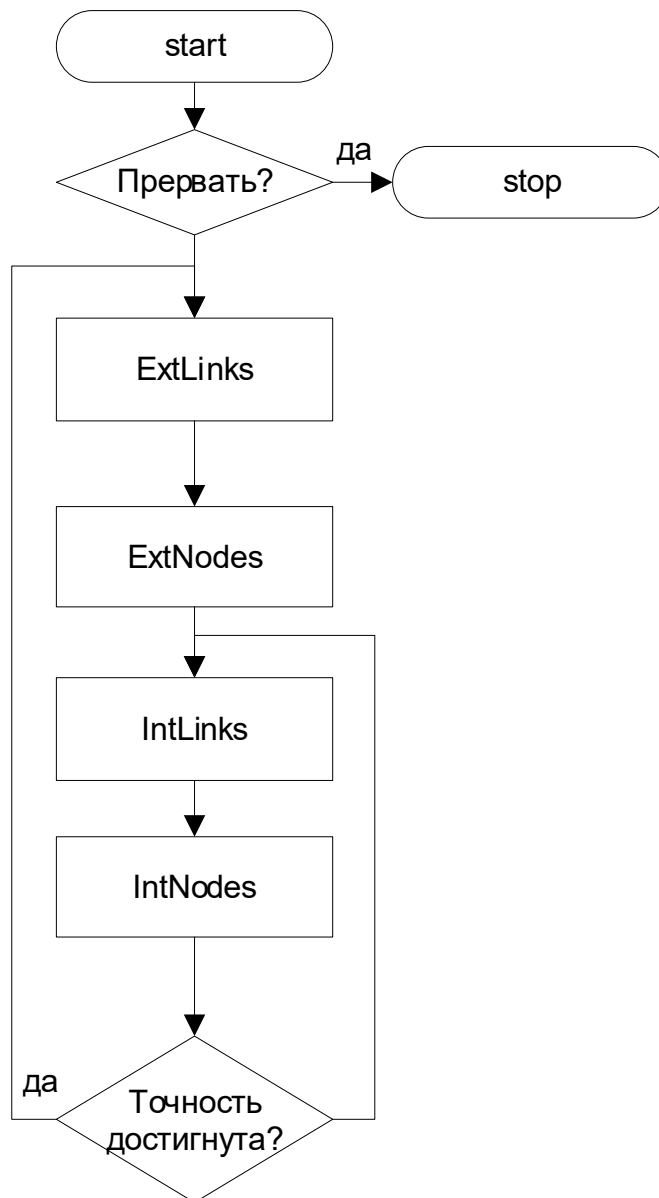 start
Прервать?
да
stop
ExtLinks
ExtNodes
IntLinks
IntNodes
да
Точность
достигнута?